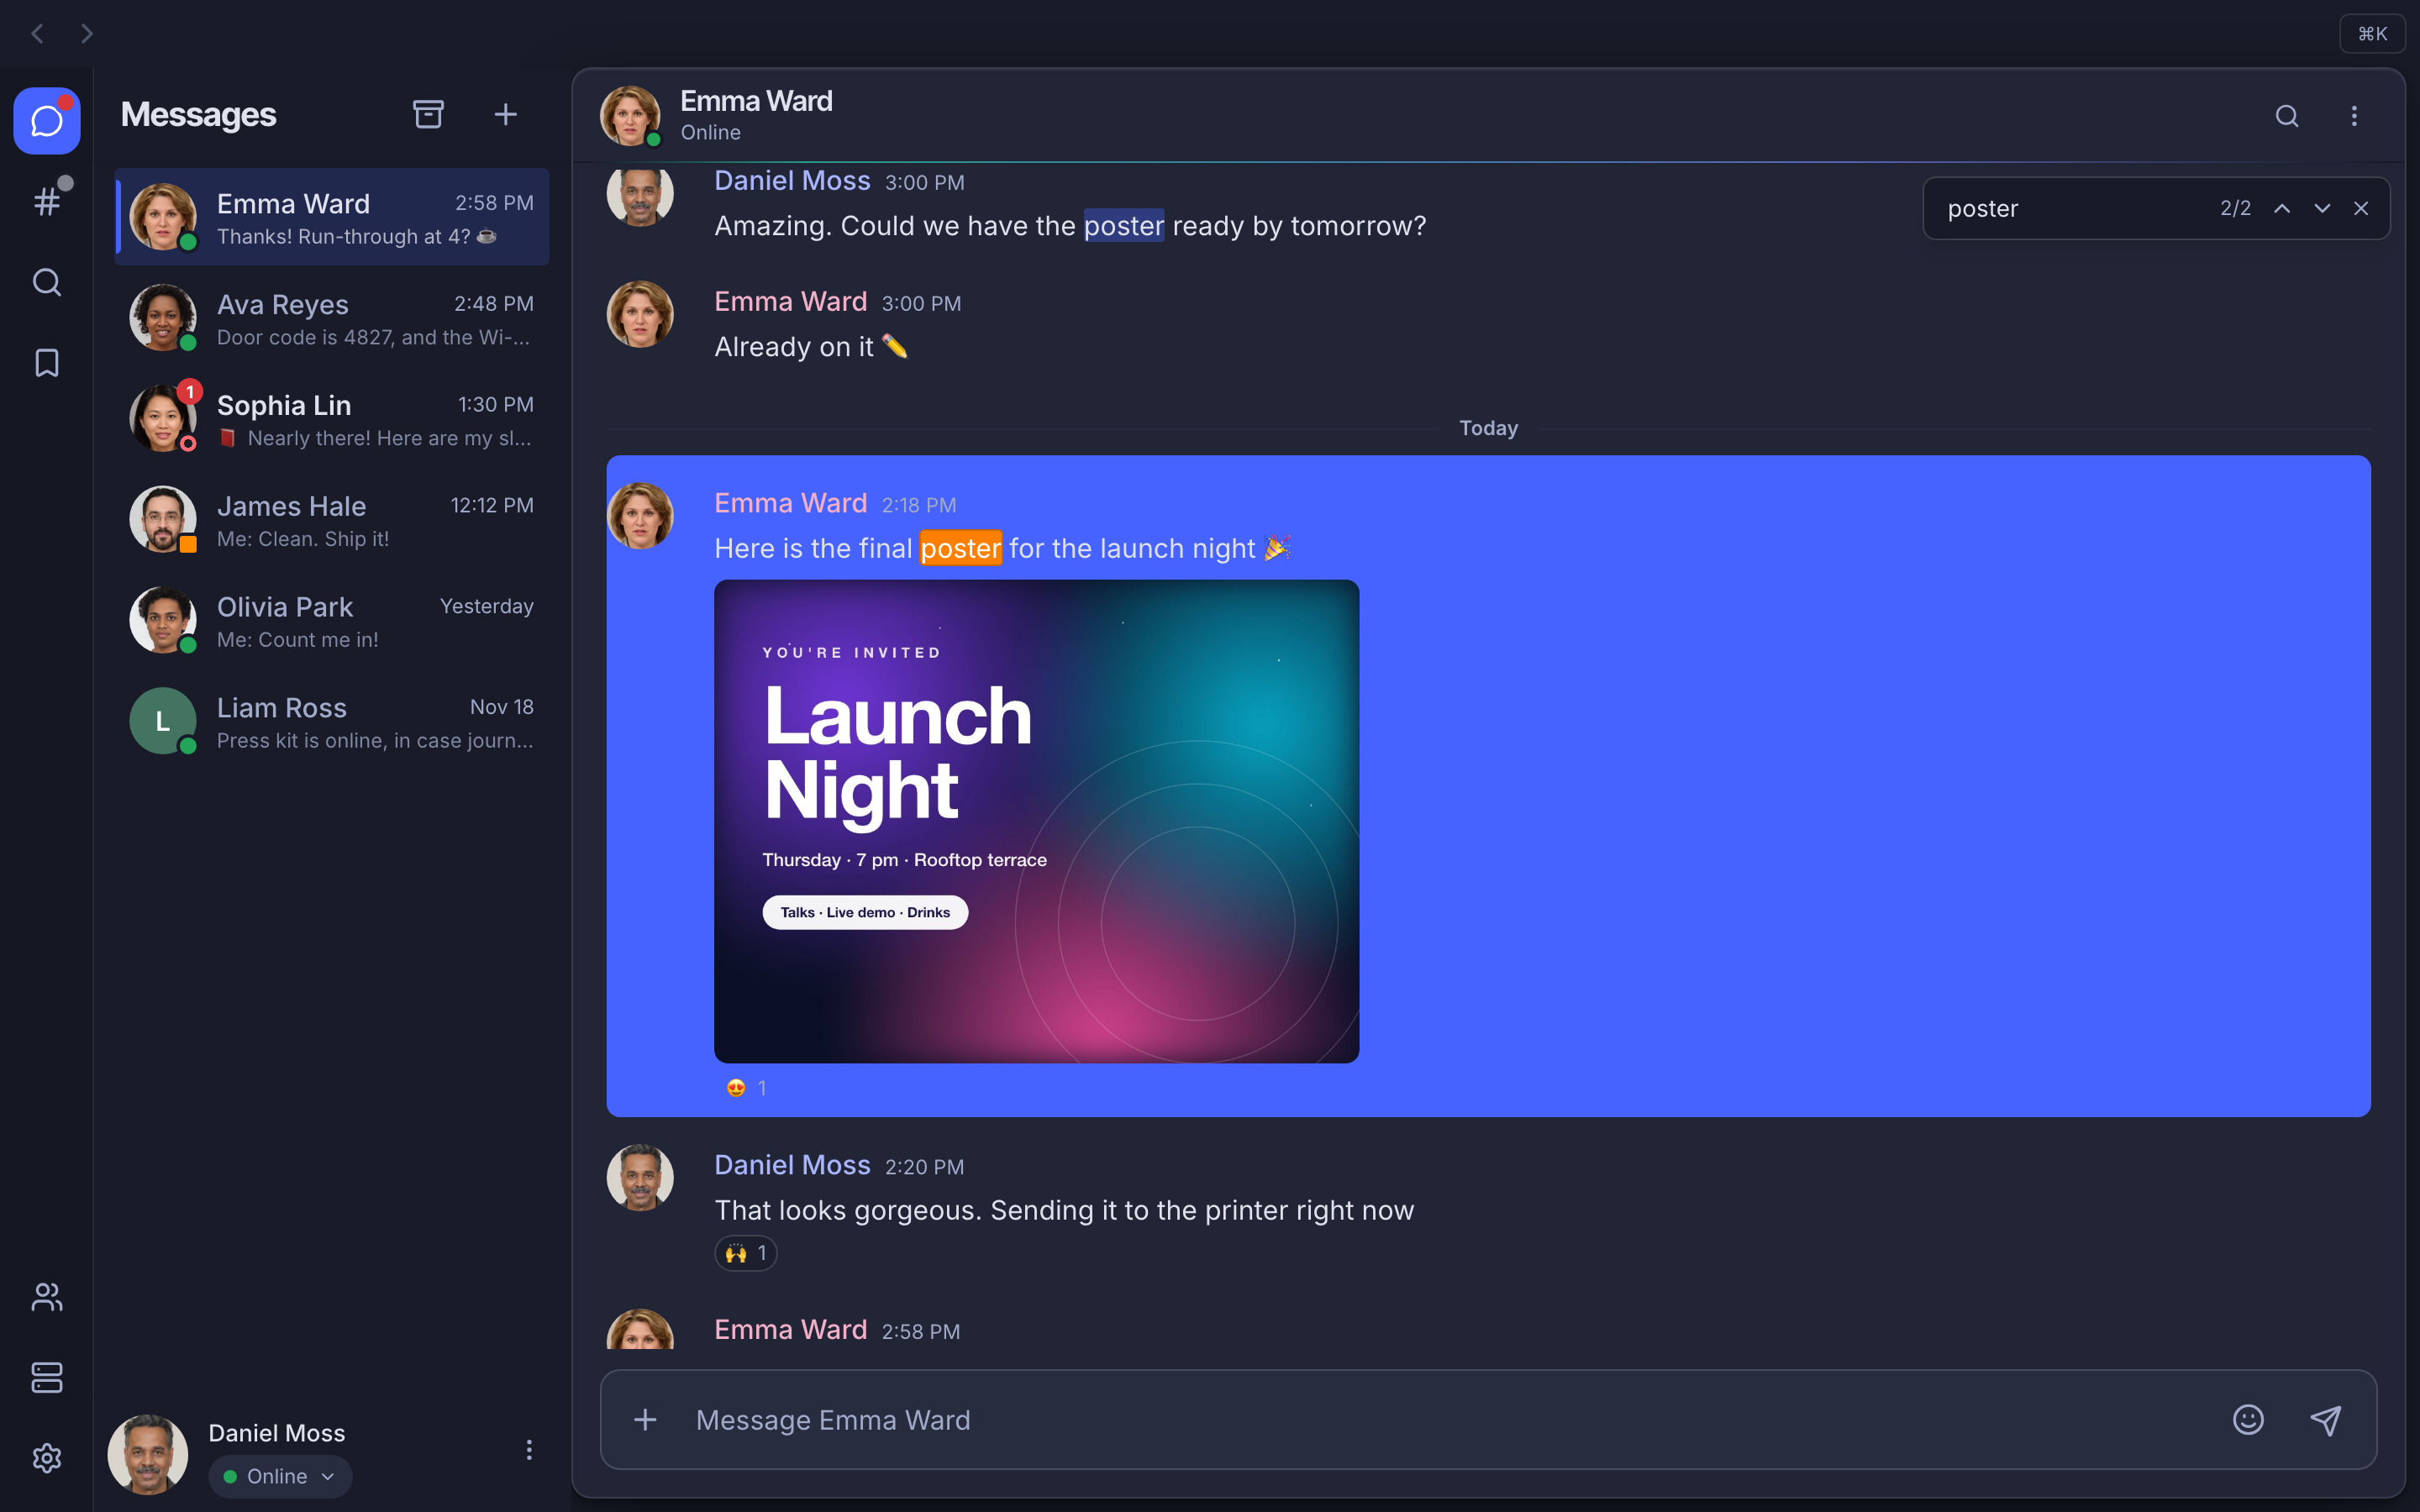 ⌘K
Messages
Emma Ward 2:58 PM
Thanks! Run-through at 4? ☕
Ava Reyes 2:48 PM
Door code is 4827, and the Wi-...
1
Sophia Lin 1:30 PM
📕 Nearly there! Here are my sl...
James Hale 12:12 PM
Me: Clean. Ship it!
Olivia Park Yesterday
Me: Count me in!
L
Liam Ross Nov 18
Press kit is online, in case journ...
Daniel Moss
Online
Emma Ward
Online
poster 2/2
Daniel Moss 3:00 PM
Amazing. Could we have the poster ready by tomorrow?
Emma Ward 3:00 PM
Already on it ✏️
Today
Emma Ward 2:18 PM
Here is the final poster for the launch night 🎉
YOU'RE INVITED
Launch
Night
Thursday · 7 pm · Rooftop terrace
Talks · Live demo · Drinks
😍 1
Daniel Moss 2:20 PM
That looks gorgeous. Sending it to the printer right now
🙌 1
Emma Ward 2:58 PM
Message Emma Ward